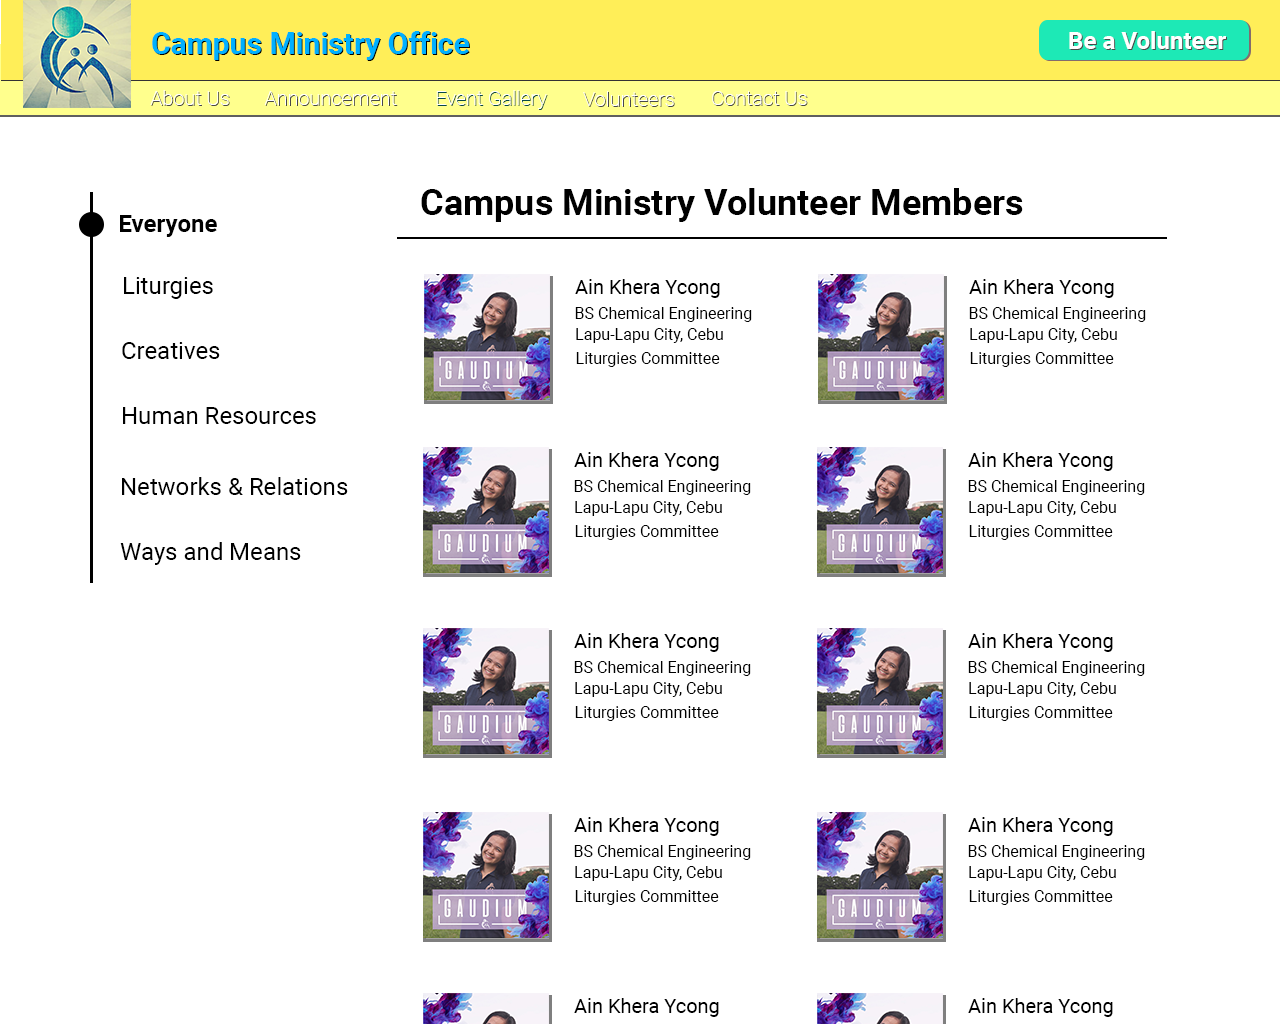 Campus Ministry Office
Be a Volunteer
About Us
Announcement
Event Gallery
Volunteers
Contact Us
Everyone
Liturgies
Creatives
Human Resources
Networks & Relations
Ways and Means
Campus Ministry Volunteer Members
GAUDIUM
Ain Khera Ycong
BS Chemical Engineering
Lapu-Lapu City, Cebu
Liturgies Committee
GAUDIUM
Ain Khera Ycong
BS Chemical Engineering
Lapu-Lapu City, Cebu
Liturgies Committee
GAUDIUM
Ain Khera Ycong
BS Chemical Engineering
Lapu-Lapu City, Cebu
Liturgies Committee
GAUDIUM
Ain Khera Ycong
BS Chemical Engineering
Lapu-Lapu City, Cebu
Liturgies Committee
GAUDIUM
Ain Khera Ycong
BS Chemical Engineering
Lapu-Lapu City, Cebu
Liturgies Committee
GAUDIUM
Ain Khera Ycong
BS Chemical Engineering
Lapu-Lapu City, Cebu
Liturgies Committee
GAUDIUM
Ain Khera Ycong
BS Chemical Engineering
Lapu-Lapu City, Cebu
Liturgies Committee
GAUDIUM
Ain Khera Ycong
BS Chemical Engineering
Lapu-Lapu City, Cebu
Liturgies Committee
Ain Khera Ycong
Ain Khera Ycong